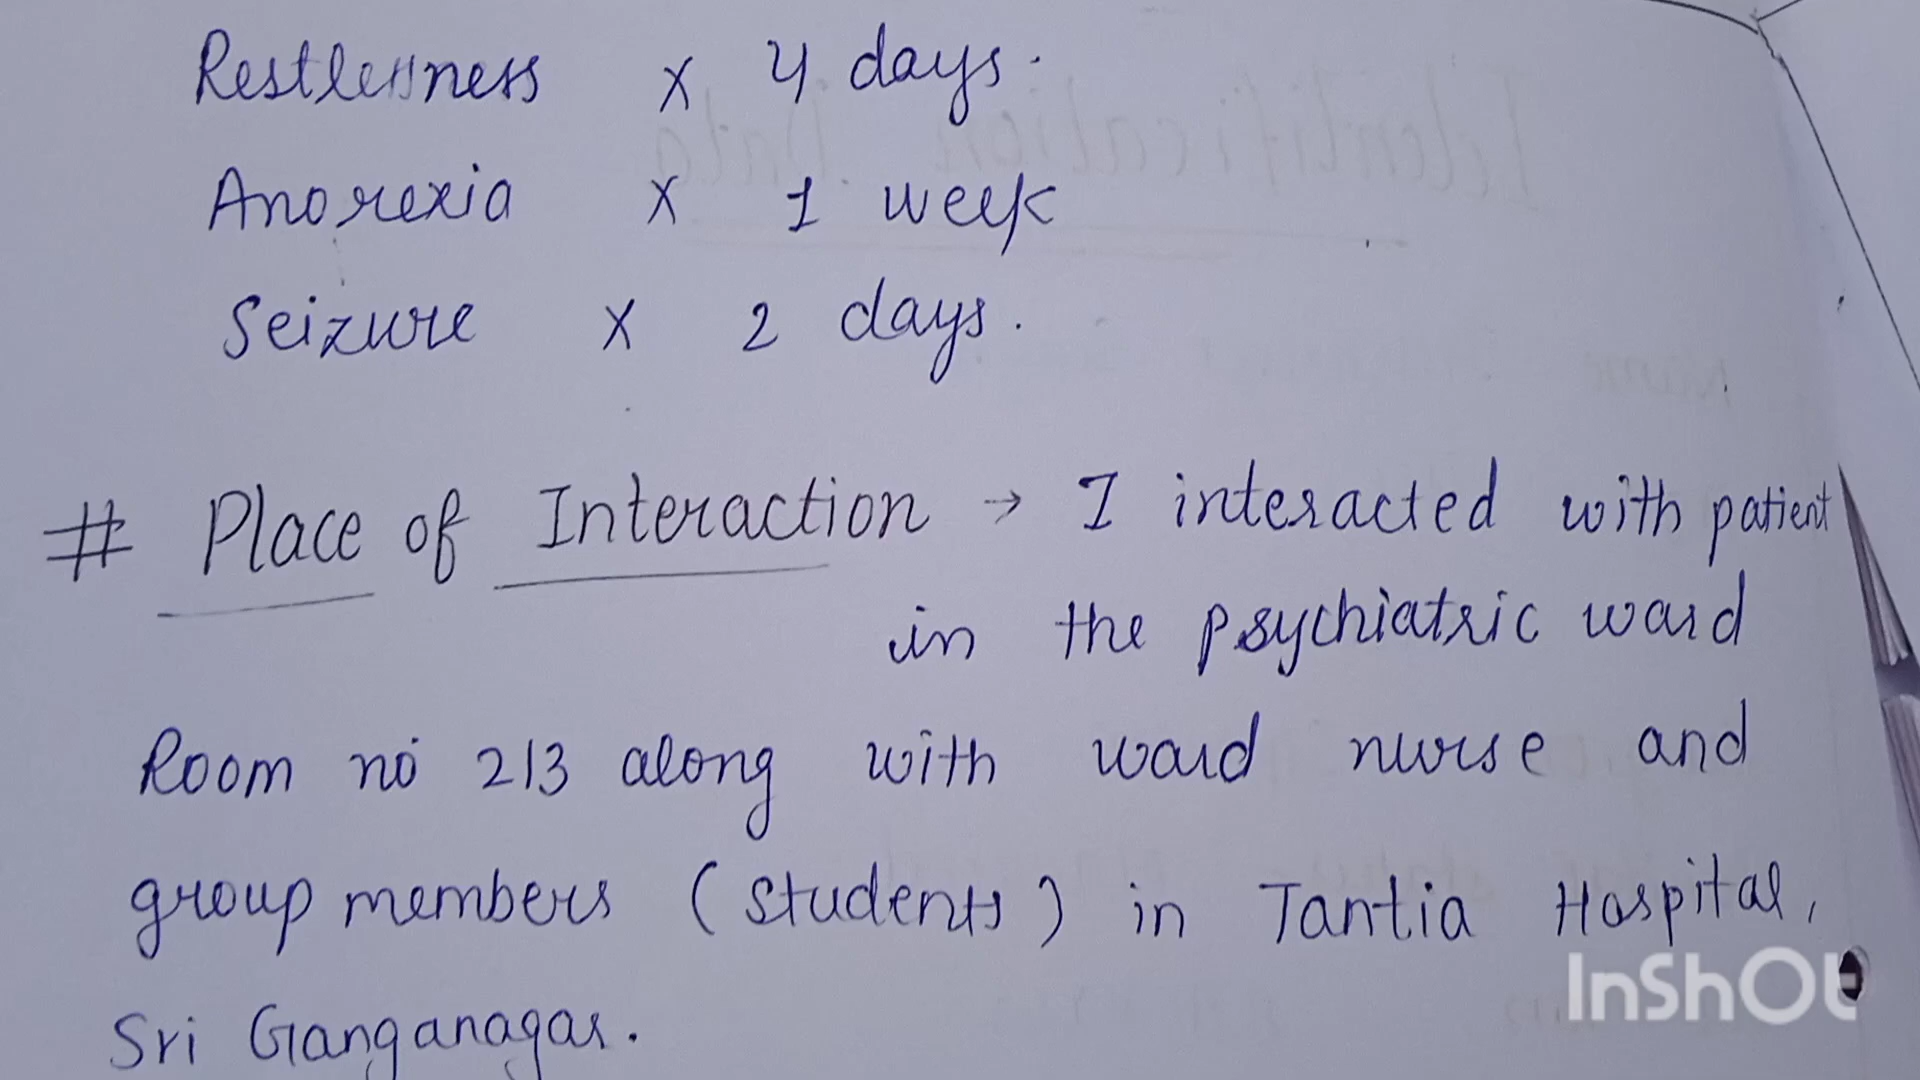 Restlessness x 4 days.
Anorexia x 1 week
Seizure x 2 days.
# Place of Interaction → I interacted with patient
in the psychiatric ward
Room no 213 along with ward nurse and
group members (students) in Tantia Hospital,
Sri Ganganagar.
InShOt